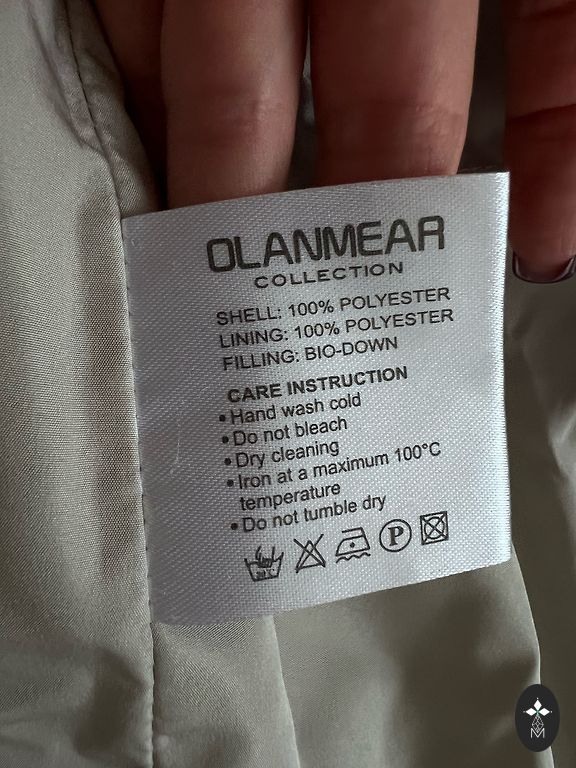 OLANMEAR
COLLECTION
SHELL: 100% POLYESTER
LINING: 100% POLYESTER
FILLING: BIO-DOWN
CARE INSTRUCTION
• Hand wash cold
• Do not bleach
• Dry cleaning
• Iron at a maximum 100°C
temperature
• Do not tumble dry
P
M